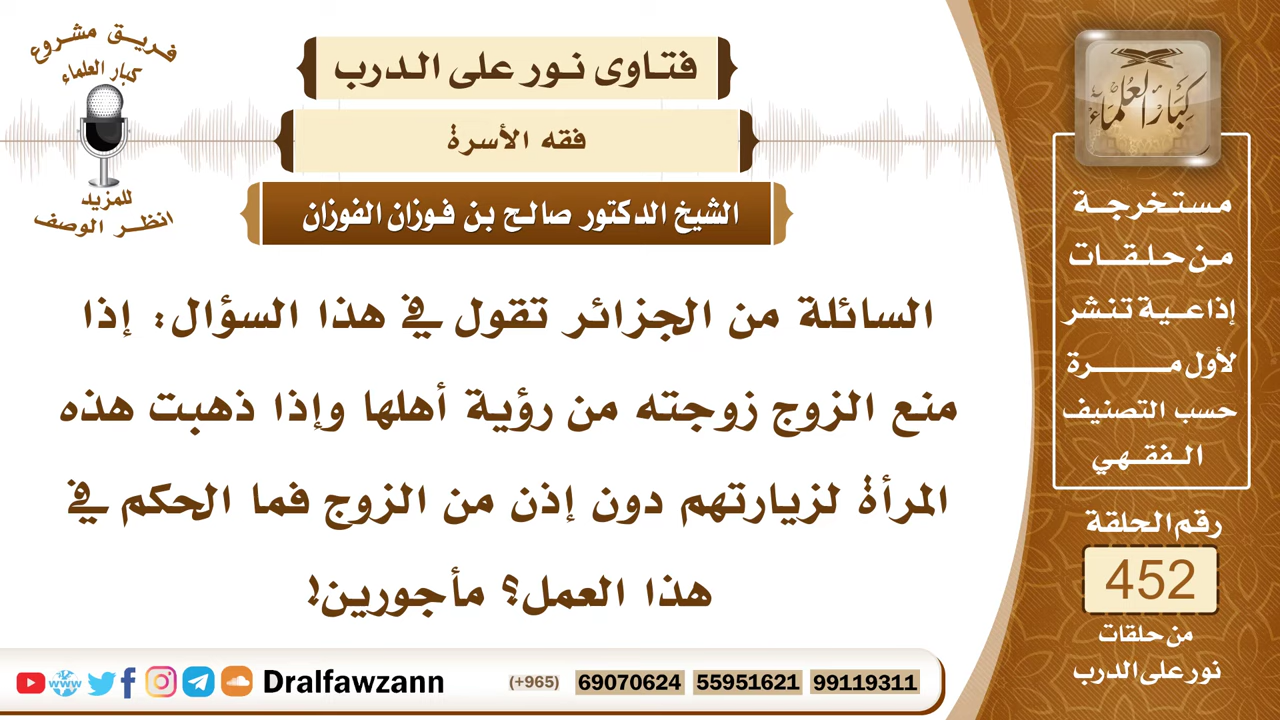 فريق مشروع
كبار العلماء
للمزيد
انظر الوصف
فتاوى نور على الدرب
فقه الأسرة
الشيخ الدكتور صالح بن فوزان الفوزان
السائلة من الجزائر تقول في هذا السؤال: إذا
منع الزوج زوجته من رؤية أهلها وإذا ذهبت هذه
المرأة لزيارتهم دون إذن من الزوج فما الحكم في
هذا العمل؟ مأجورين!
كبار العلماء
مستخرجة
من حلقات
إذاعية تنشر
لأول مرة
حسب التصنيف
الفقهي
رقم الحلقة
452
من حلقات
نور على الدرب
www Dralfawzann (+965) 69070624 55951621 99119311